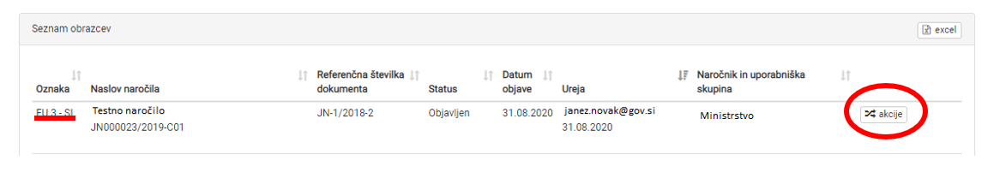 Seznam obrazcev
excel
Oznaka
Naslov naročila
Referenčna številka
dokumenta
Status
Datum
objave
Ureja
Naročnik in uporabniška
skupina
EU 3 - SI
Testno naročilo
JN000023/2019-C01
JN-1/2018-2
Objavljen
31.08.2020
janez.novak@gov.si
31.08.2020
Ministrstvo
akcije